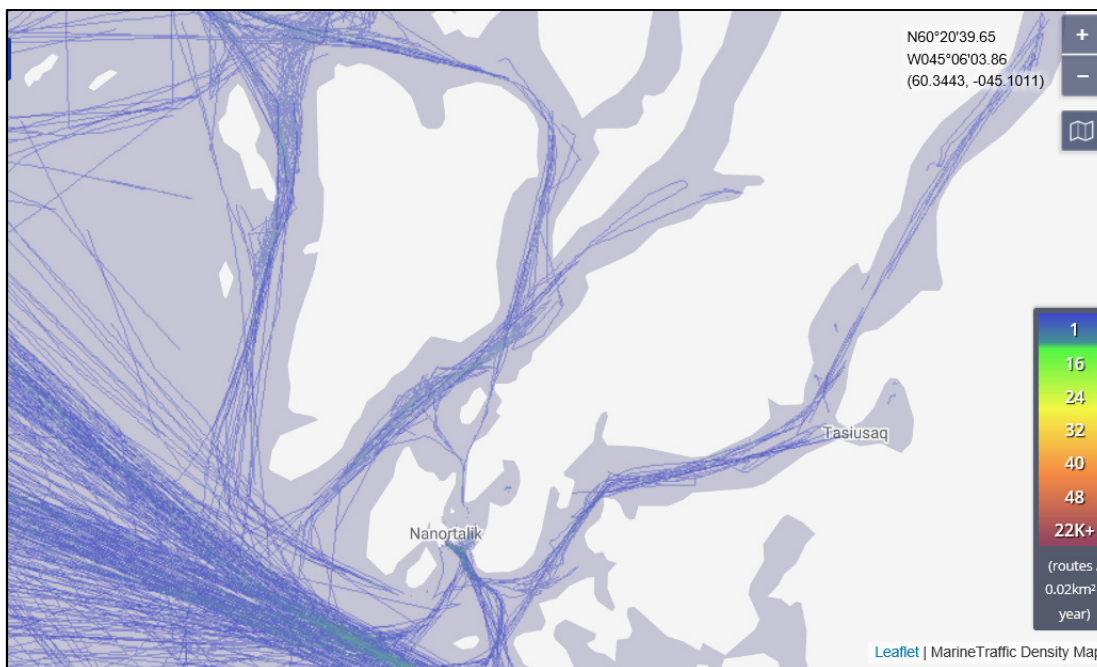 N60°20'39.65
W045°06'03.86
(60.3443, -045.1011)
+
−
1
16
24
32
40
48
22K+
(routes /
0.02km²
year)
Tasiusaq
Nanortalik
Leaflet | MarineTraffic Density Map